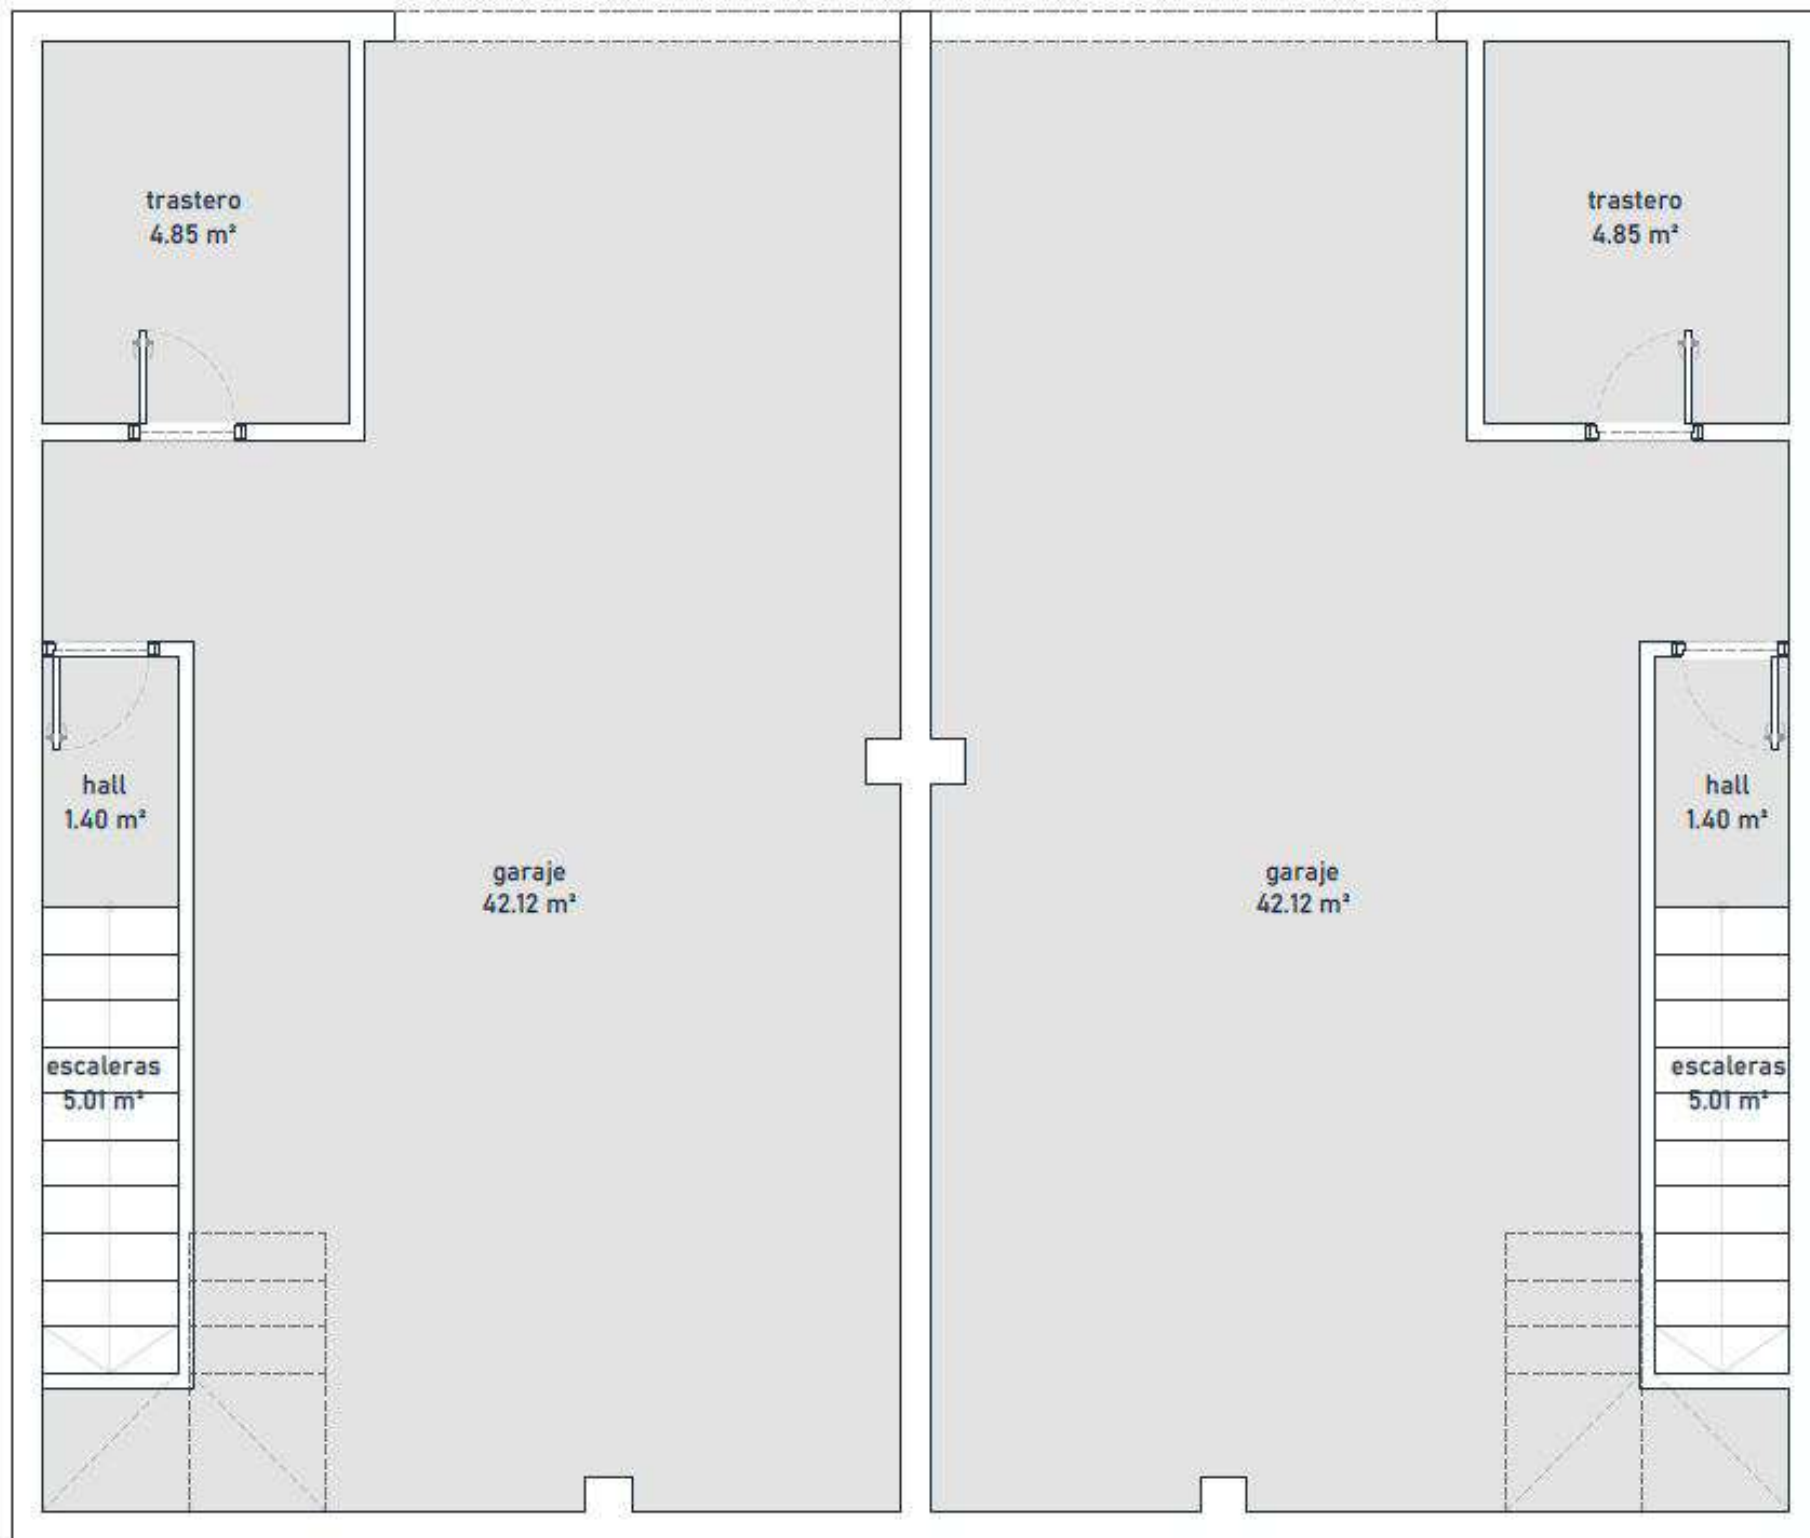 trastero
4.85 m²
trastero
4.85 m²
hall
1.40 m²
hall
1.40 m²
garaje
42.12 m²
garaje
42.12 m²
escaleras
5.01 m²
escaleras
5.01 m²